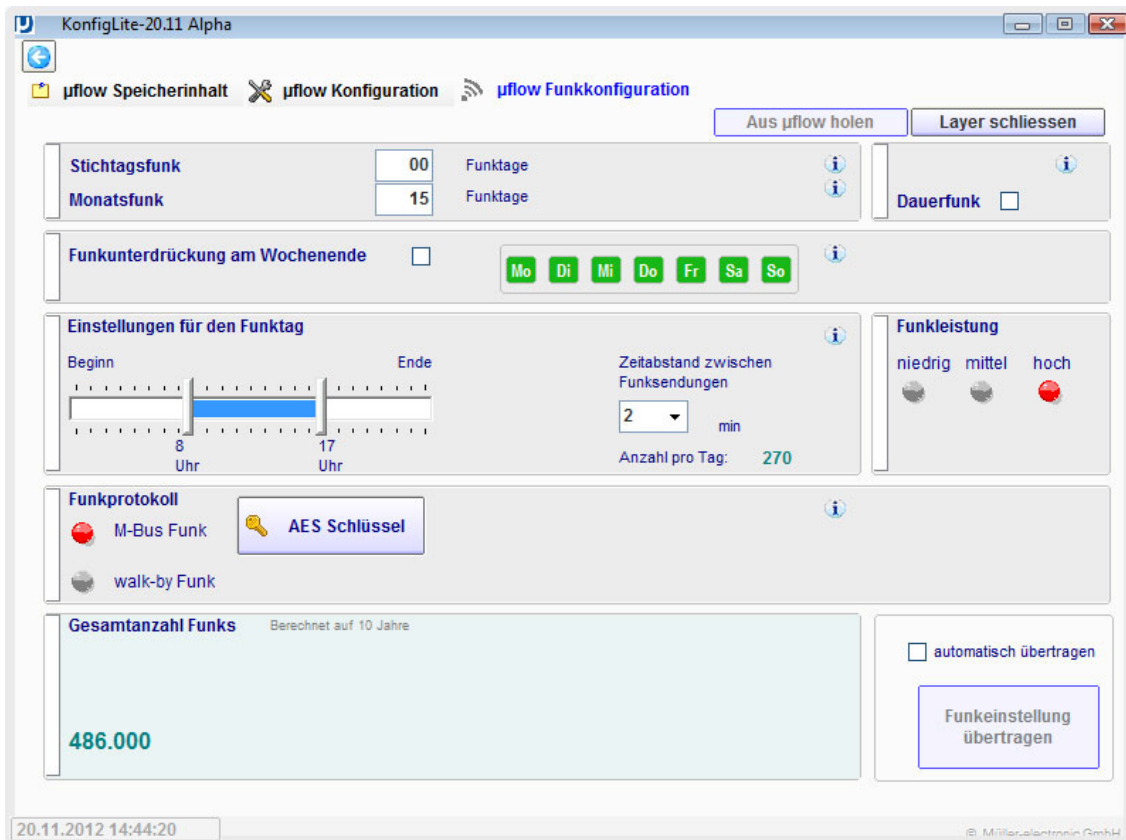 KonfigLite-20.11 Alpha
µflow Speicherinhalt µflow Konfiguration µflow Funkkonfiguration
Aus µflow holen Layer schliessen
Stichtagsfunk 00 Funktage
Monatsfunk 15 Funktage
Dauerfunk
Funkunterdrückung am Wochenende
Mo Di Mi Do Fr Sa So
Einstellungen für den Funktag
Beginn Ende
8 17
Uhr Uhr
Zeitabstand zwischen
Funksendungen
2 min
Anzahl pro Tag: 270
Funkleistung
niedrig mittel hoch
Funkprotokoll
M-Bus Funk
AES Schlüssel
walk-by Funk
Gesamtanzahl Funks Berechnet auf 10 Jahre
486.000
automatisch übertragen
Funkeinstellung
übertragen
20.11.2012 14:44:20
© Müller-electronic GmbH